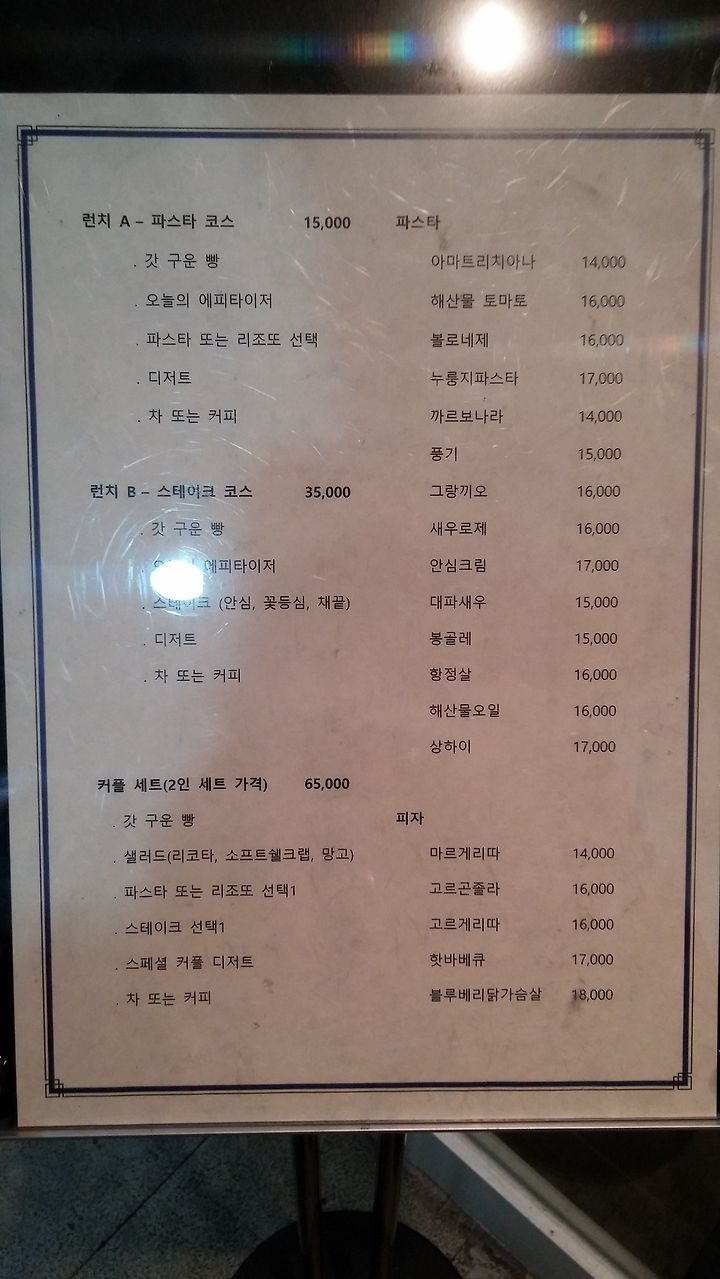 런치 A – 파스타 코스 15,000
. 갓 구운 빵
. 오늘의 에피타이저
. 파스타 또는 리조또 선택
. 디저트
. 차 또는 커피
런치 B – 스테이크 코스 35,000
. 갓 구운 빵
에피타이저
. 스테이크 (안심, 꽃등심, 채끝)
. 디저트
. 차 또는 커피
커플 세트(2인 세트 가격) 65,000
. 갓 구운 빵
. 샐러드(리코타, 소프트쉘크랩, 망고)
. 파스타 또는 리조또 선택1
. 스테이크 선택1
. 스페셜 커플 디저트
. 차 또는 커피
파스타
아마트리치아나 14,000
해산물 토마토 16,000
볼로네제 16,000
누룽지파스타 17,000
까르보나라 14,000
풍기 15,000
그랑끼오 16,000
새우로제 16,000
안심크림 17,000
대파새우 15,000
봉골레 15,000
항정살 16,000
해산물오일 16,000
상하이 17,000
피자
마르게리따 14,000
고르곤졸라 16,000
고르게리따 16,000
핫바베큐 17,000
블루베리닭가슴살 18,000